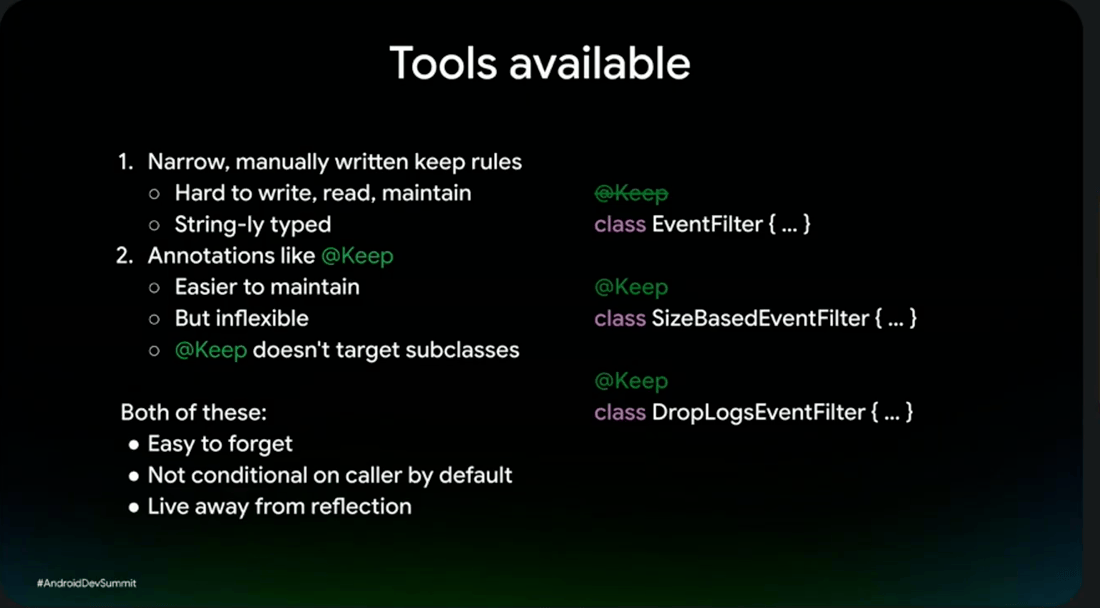 Tools available
1. Narrow, manually written keep rules
○ Hard to write, read, maintain
○ String-ly typed
2. Annotations like @Keep
○ Easier to maintain
○ But inflexible
○ @Keep doesn't target subclasses
Both of these:
● Easy to forget
● Not conditional on caller by default
● Live away from reflection
@Keep
class EventFilter { ... }
@Keep
class SizeBasedEventFilter { ... }
@Keep
class DropLogsEventFilter { ... }
#AndroidDevSummit